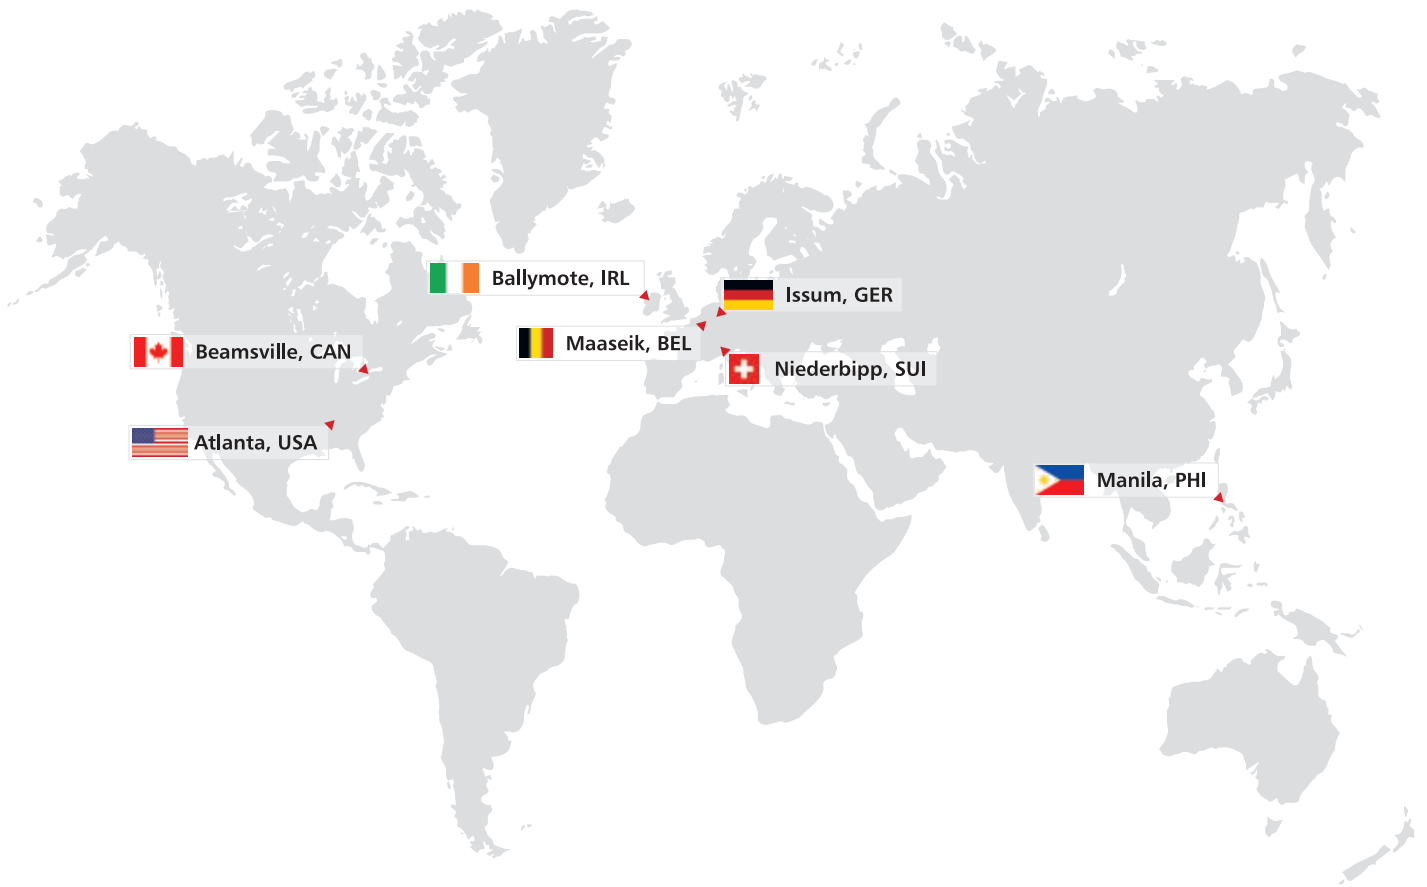 Ballymote, IRL
Issum, GER
Maaseik, BEL
Beamsville, CAN
Niederbipp, SUI
Atlanta, USA
Manila, PHI